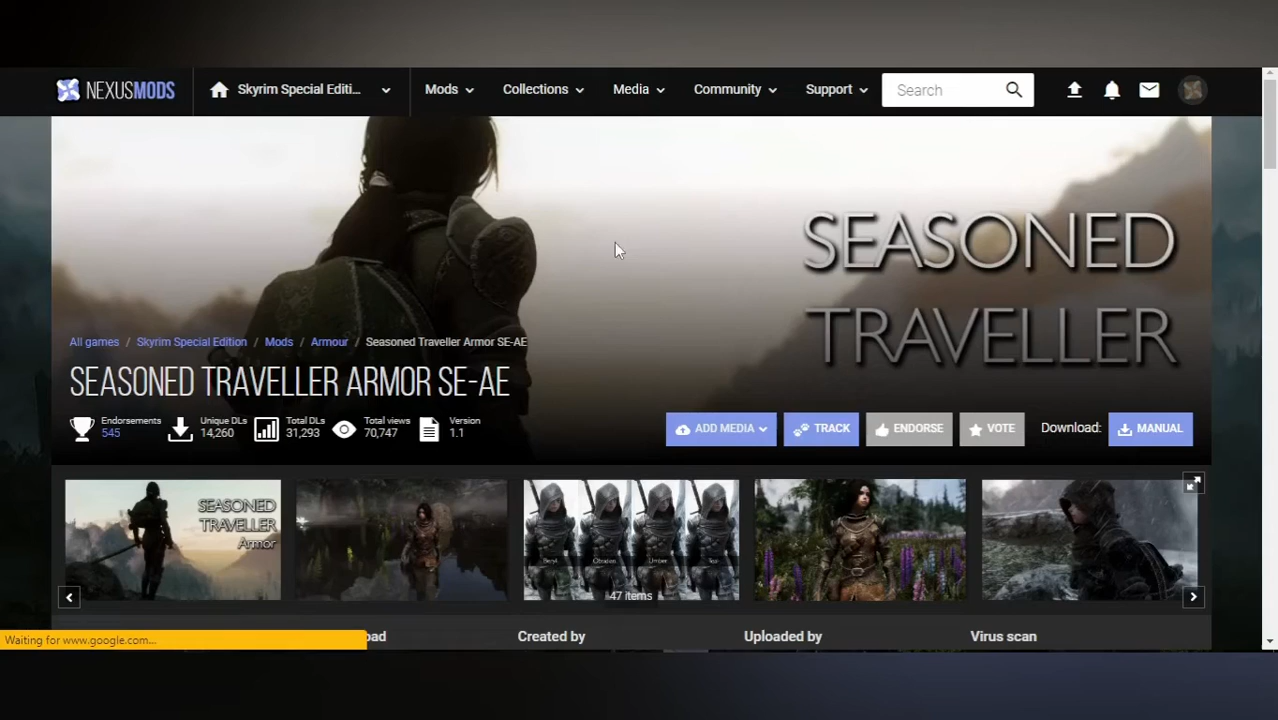 NEXUSMODS
Skyrim Special Editi...
Mods
Collections
Media
Community
Support
Search
SEASONED
TRAVELLER
All games / Skyrim Special Edition / Mods / Armour / Seasoned Traveller Armor SE-AE
SEASONED TRAVELLER ARMOR SE-AE
Endorsements
545
Unique DLs
14,260
Total DLs
31,293
Total views
70,747
Version
1.1
ADD MEDIA
TRACK
ENDORSE
VOTE
Download:
MANUAL
SEASONED
TRAVELLER
Armor
Beryl
Obsidian
Umber
47 items
Waiting for www.google.com...
Created by
Uploaded by
Virus scan